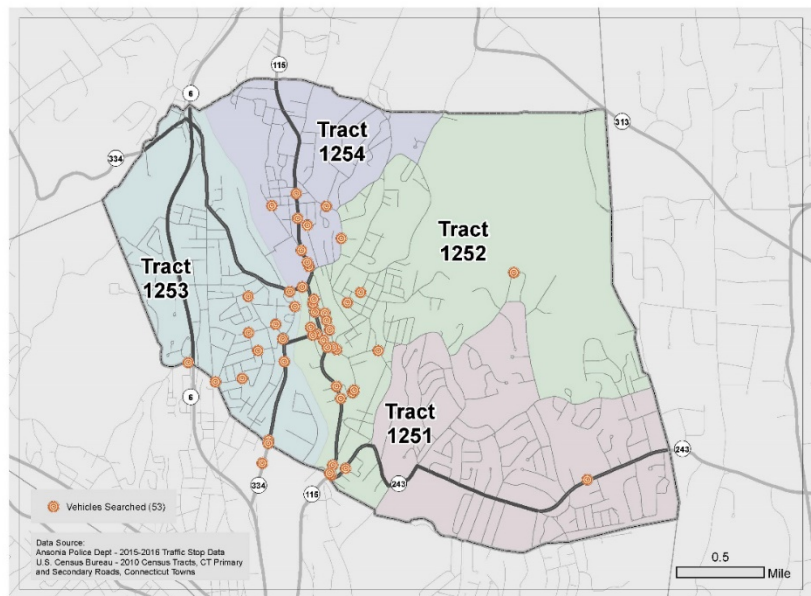 115
6
313
334
Tract
1254
Tract
1252
Tract
1253
Tract
1251
6
243
243
334
115
Vehicles Searched (53)
Data Source:
Ansonia Police Dept - 2015-2016 Traffic Stop Data
U.S. Census Bureau - 2010 Census Tracts, CT Primary
and Secondary Roads, Connecticut Towns
0.5
Mile